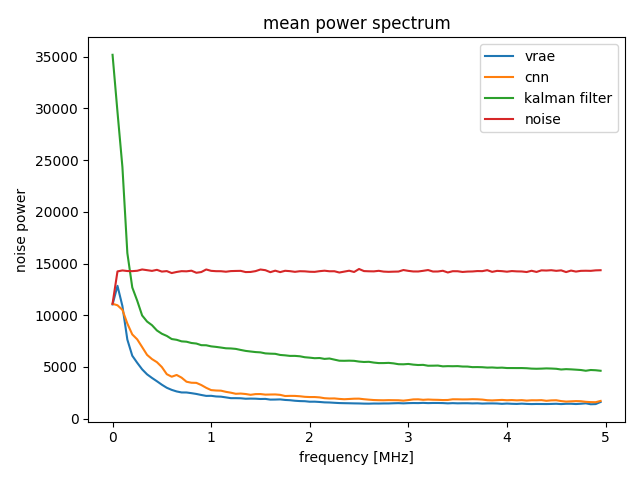 mean power spectrum
vrae
cnn
kalman filter
noise
noise power
35000
30000
25000
20000
15000
10000
5000
0
0 1 2 3 4 5
frequency [MHz]